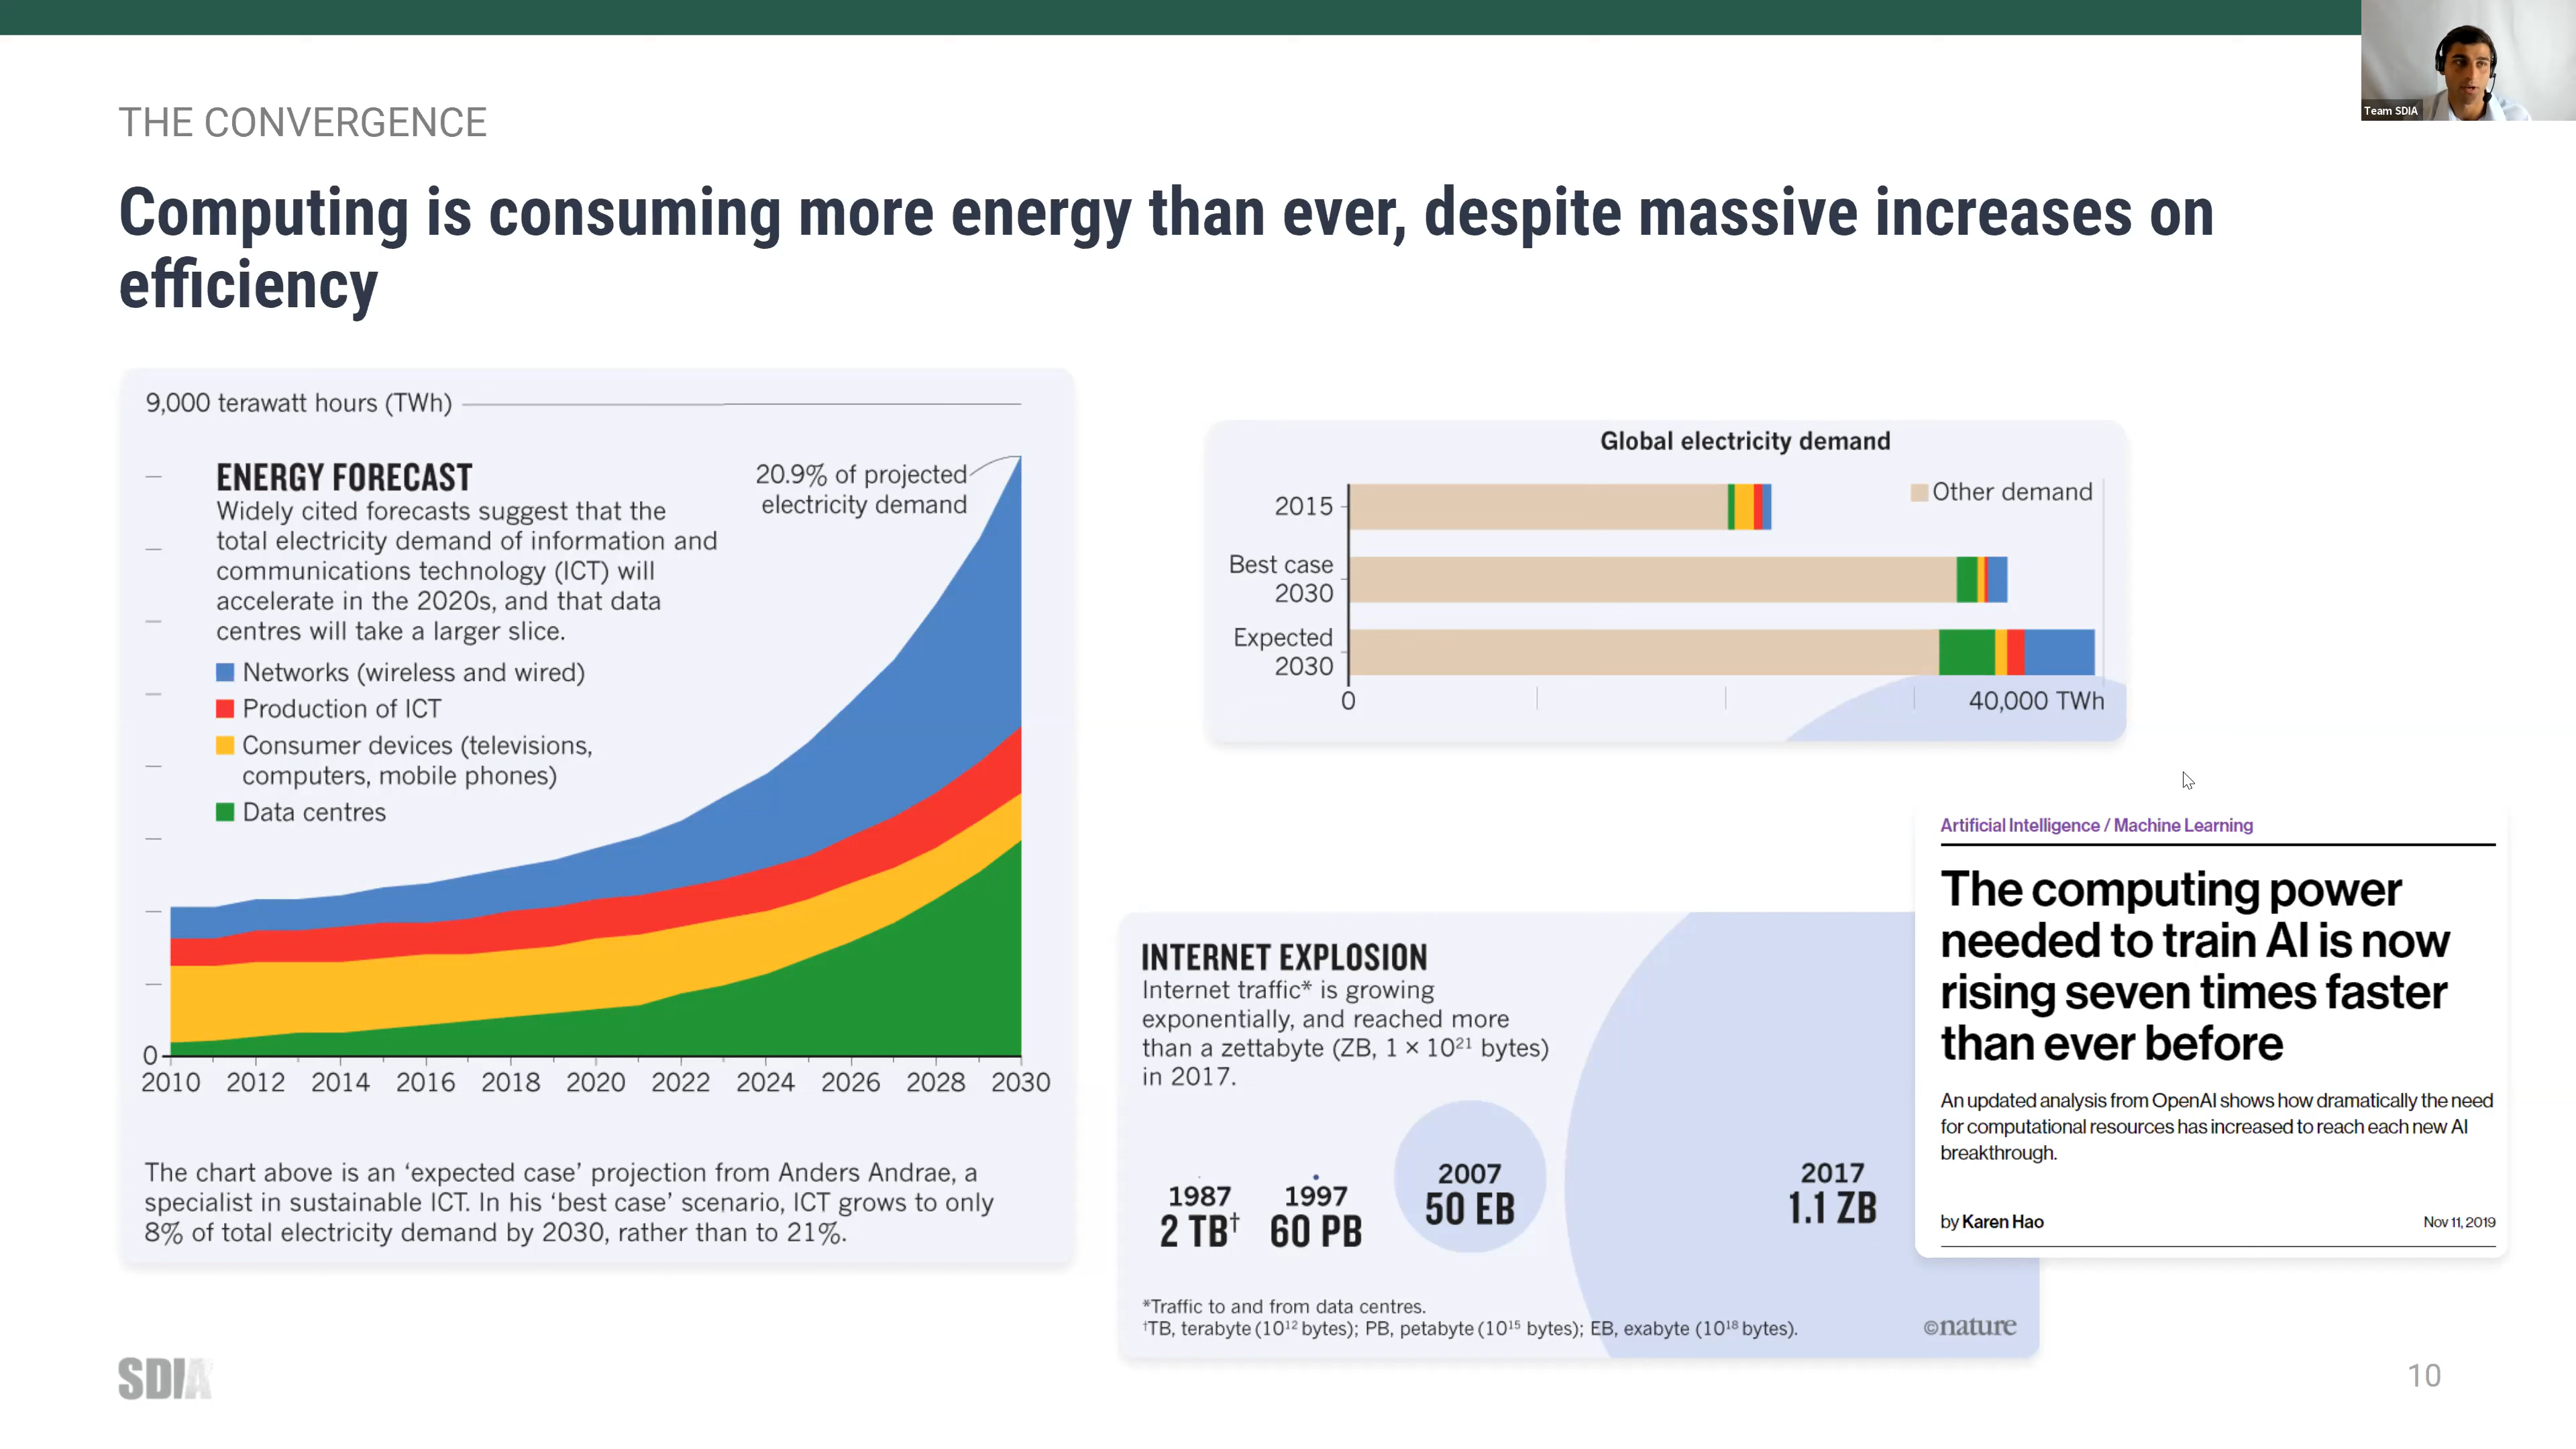 Team SDIA
THE CONVERGENCE
Computing is consuming more energy than ever, despite massive increases on
efficiency
9,000 terawatt hours (TWh)
20.9% of projected
electricity demand
ENERGY FORECAST
Widely cited forecasts suggest that the
total electricity demand of information and
communications technology (ICT) will
accelerate in the 2020s, and that data
centres will take a larger slice.
Networks (wireless and wired)
Production of ICT
Consumer devices (televisions,
computers, mobile phones)
Data centres
0
2010 2012 2014 2016 2018 2020 2022 2024 2026 2028 2030
The chart above is an ‘expected case’ projection from Anders Andrae, a
specialist in sustainable ICT. In his ‘best case’ scenario, ICT grows to only
8% of total electricity demand by 2030, rather than to 21%.
Global electricity demand
Other demand
2015
Best case
2030
Expected
2030
0 40,000 TWh
INTERNET EXPLOSION
Internet traffic* is growing
exponentially, and reached more
than a zettabyte (ZB, 1 × 10²¹ bytes)
in 2017.
1987
2 TB†
1997
60 PB
2007
50 EB
2017
1.1 ZB
*Traffic to and from data centres.
†TB, terabyte (10¹² bytes); PB, petabyte (10¹⁵ bytes); EB, exabyte (10¹⁸ bytes).
©nature
Artificial Intelligence / Machine Learning
The computing power
needed to train AI is now
rising seven times faster
than ever before
An updated analysis from OpenAI shows how dramatically the need
for computational resources has increased to reach each new AI
breakthrough.
by Karen Hao Nov 11, 2019
SDIA
10